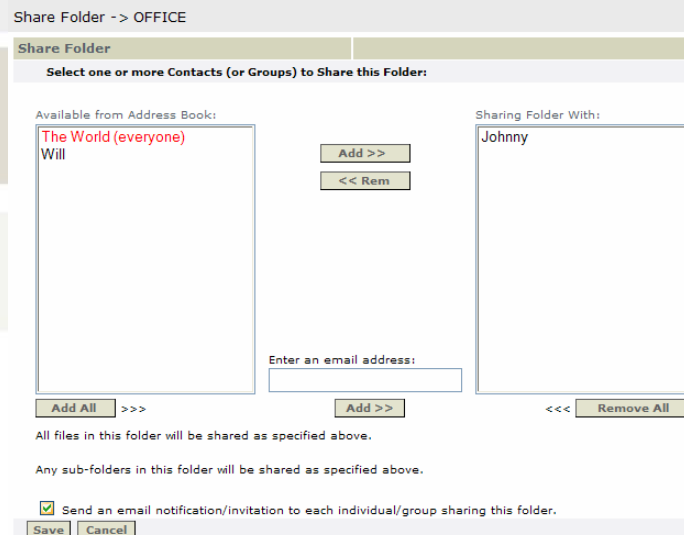 Share Folder -> OFFICE
Share Folder
Select one or more Contacts (or Groups) to Share this Folder:
Available from Address Book:
Sharing Folder With:
The World (everyone)
Will
Johnny
Add >>
<< Rem
Enter an email address:
Add All >>>
Add >>
<<< Remove All
All files in this folder will be shared as specified above.
Any sub-folders in this folder will be shared as specified above.
Send an email notification/invitation to each individual/group sharing this folder.
Save Cancel